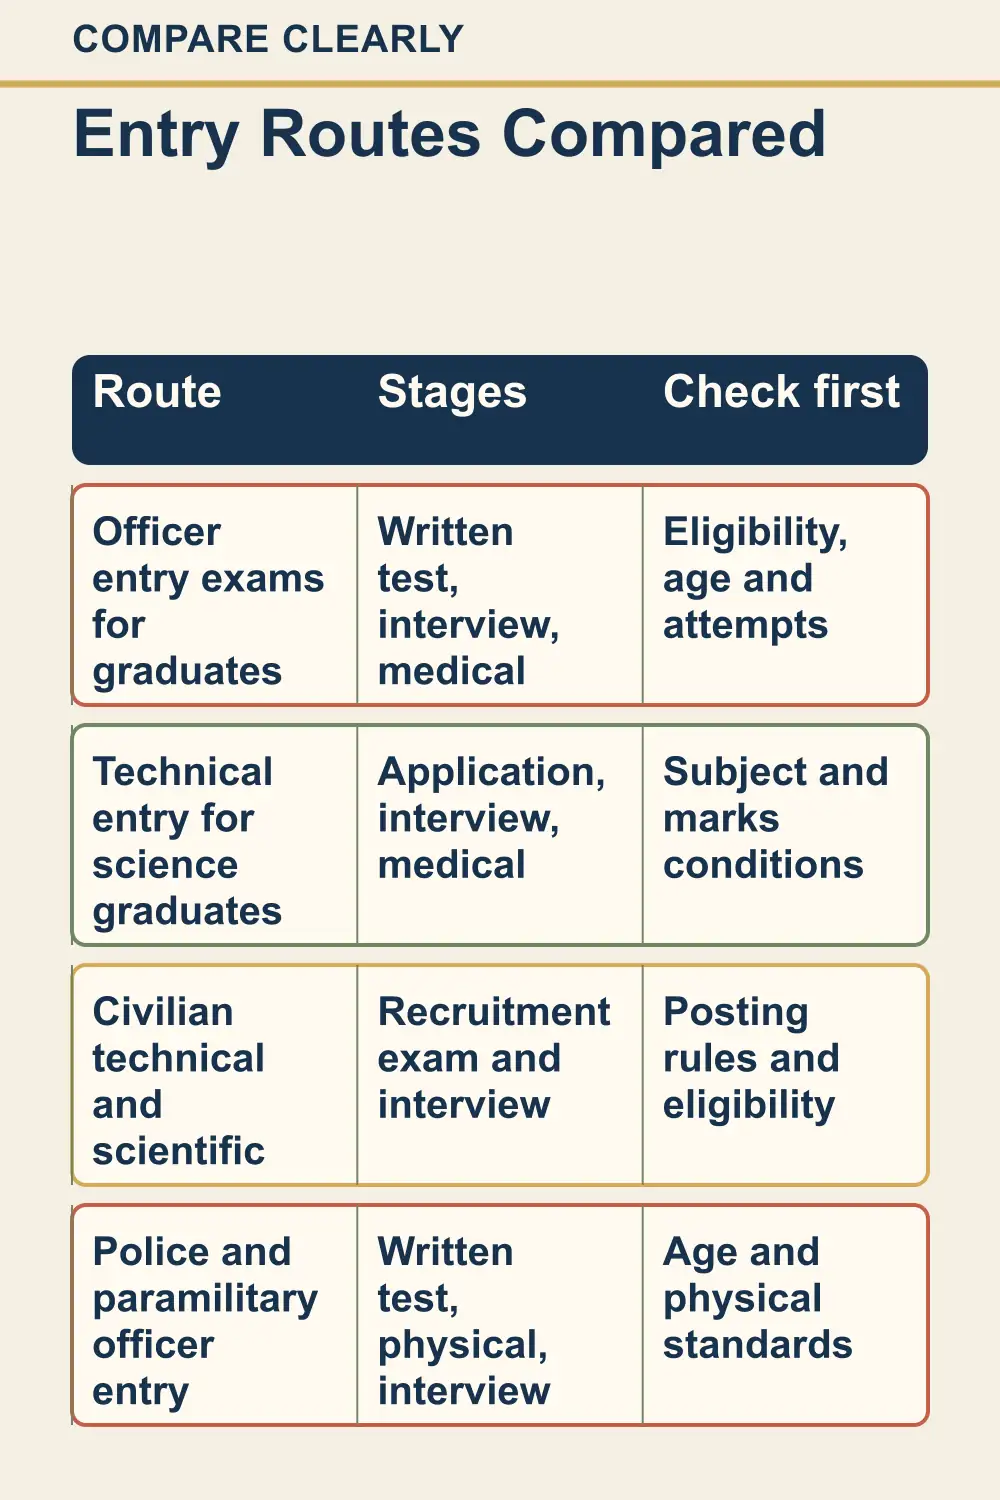 COMPARE CLEARLY
Entry Routes Compared
Route
Stages
Check first
Officer
entry exams
for
graduates
Written
test,
interview,
medical
Eligibility,
age and
attempts
Technical
entry for
science
graduates
Application,
interview,
medical
Subject and
marks
conditions
Civilian
technical
and
scientific
Recruitment
exam and
interview
Posting
rules and
eligibility
Police and
paramilitary
officer
entry
Written
test,
physical,
interview
Age and
physical
standards